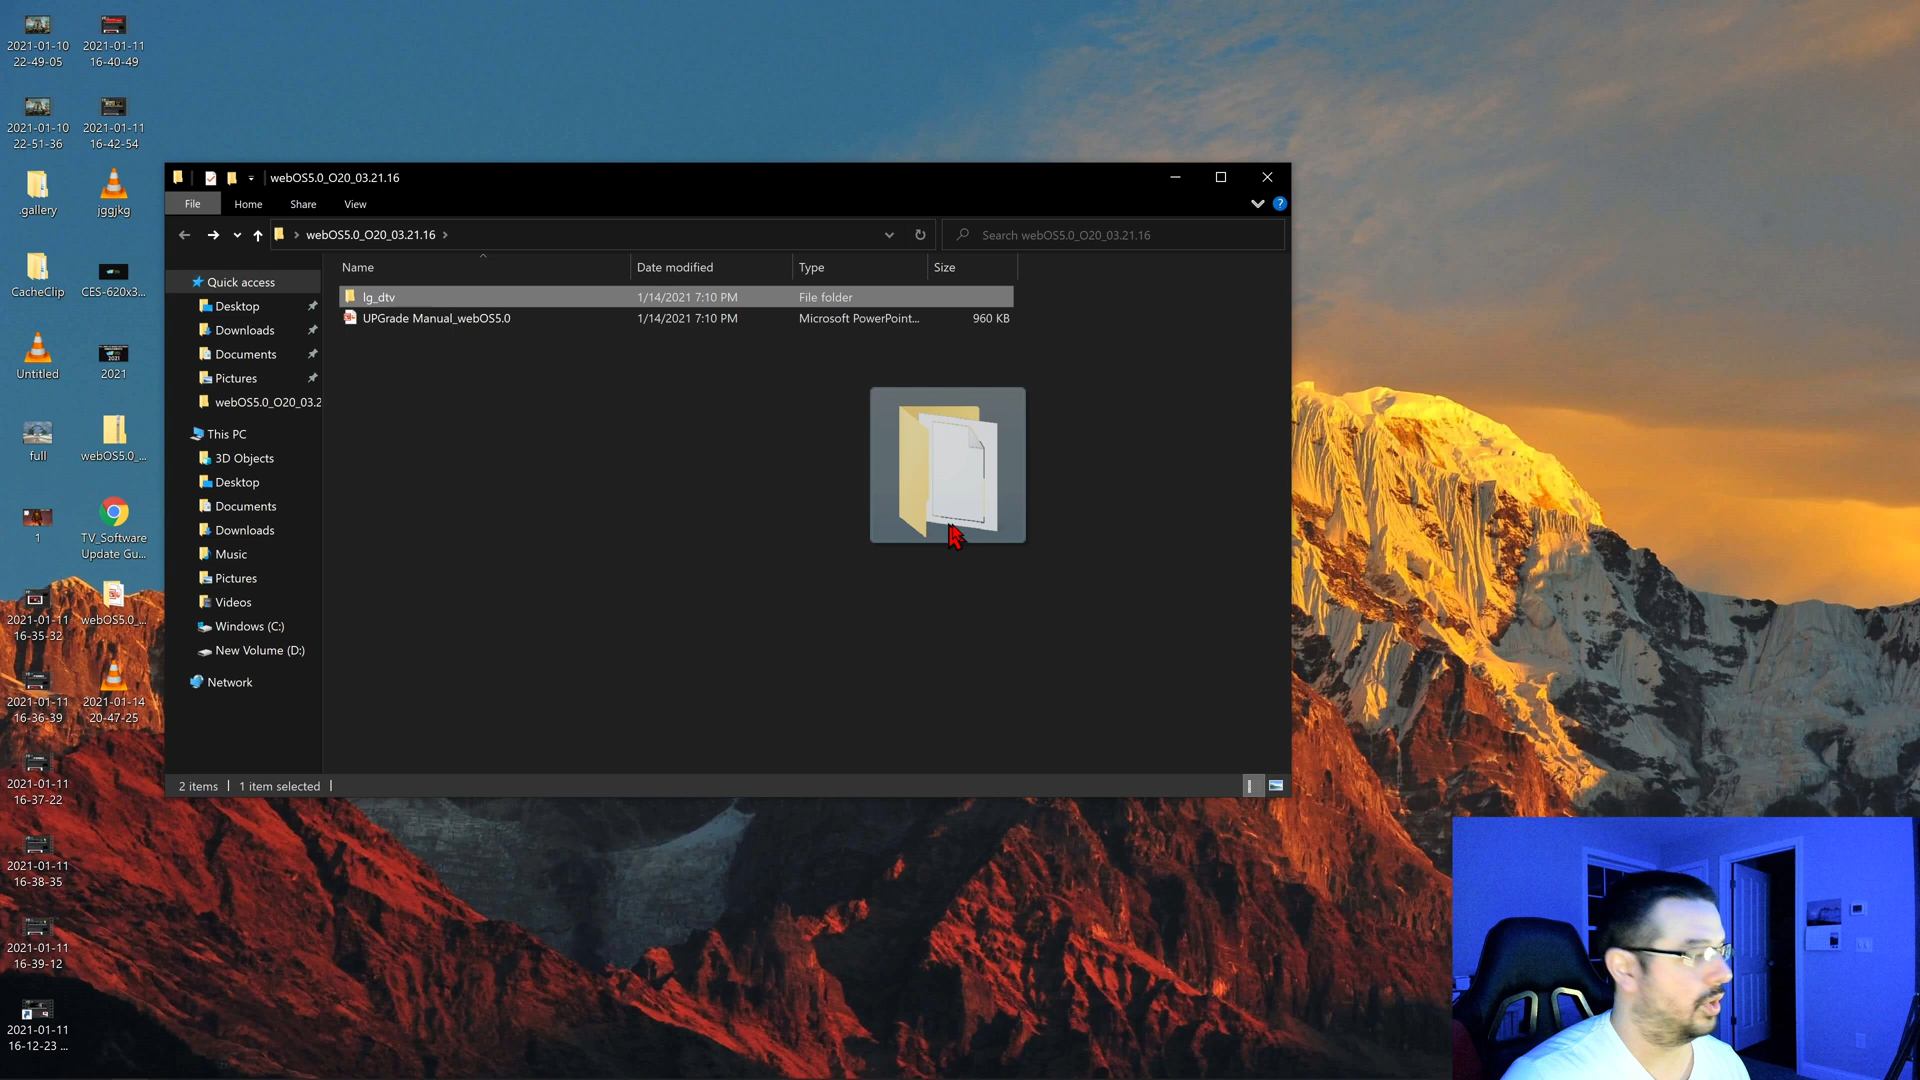 2021-01-10
22-49-05
2021-01-11
16-40-49
2021-01-10
22-51-36
2021-01-11
16-42-54
.gallery
jggjkg
CacheClip
CES-620x3...
Untitled
2021
full
webOS5.0_...
1
TV_Software
Update Gu...
2021-01-11
16-35-32
webOS5.0_...
2021-01-11
16-36-39
2021-01-14
20-47-25
2021-01-11
16-37-22
2021-01-11
16-38-35
2021-01-11
16-39-12
2021-01-11
16-12-23 ...
webOS5.0_O20_03.21.16
File Home Share View
webOS5.0_O20_03.21.16
Search webOS5.0_O20_03.21.16
Quick access
Desktop
Downloads
Documents
Pictures
webOS5.0_O20_03.2
This PC
3D Objects
Desktop
Documents
Downloads
Music
Pictures
Videos
Windows (C:)
New Volume (D:)
Network
Name Date modified Type Size
lg_dtv 1/14/2021 7:10 PM File folder
UPGrade Manual_webOS5.0 1/14/2021 7:10 PM Microsoft PowerPoint... 960 KB
2 items 1 item selected